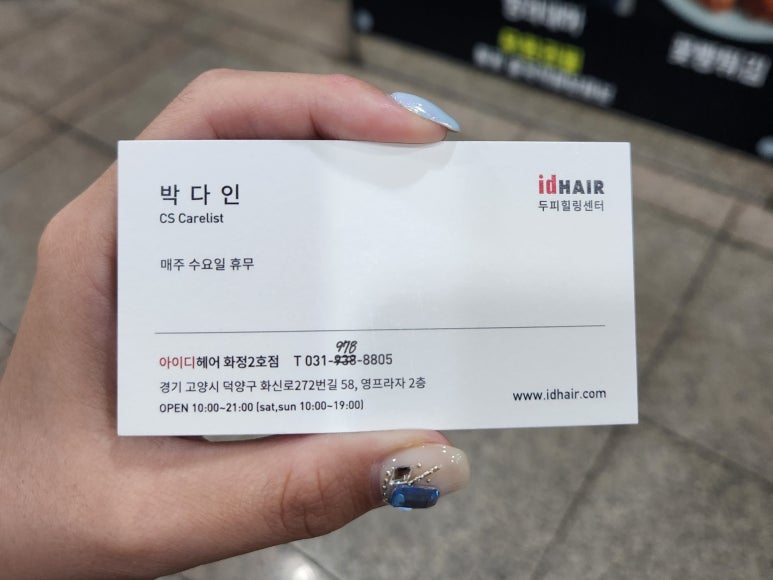 박다인
CS Carelist
idHAIR
두피힐링센터
매주 수요일 휴무
978
아이디헤어 화정2호점 T 031-938-8805
경기 고양시 덕양구 화신로272번길 58, 영프라자 2층
OPEN 10:00~21:00 (sat,sun 10:00~19:00)
www.idhair.com